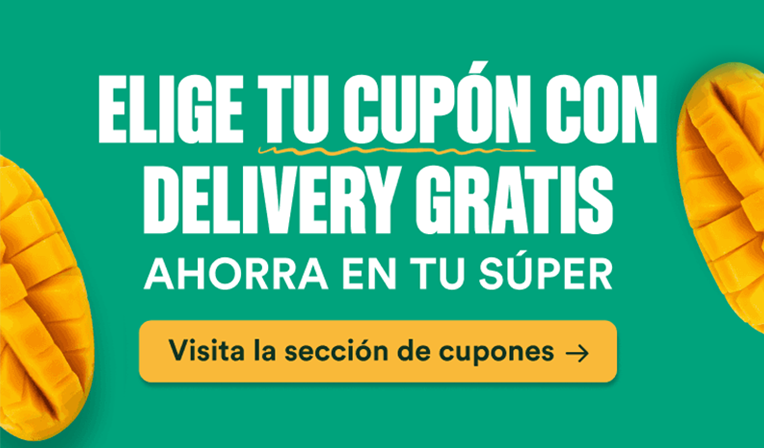 ELIGE TU CUPÓN CON
DELIVERY GRATIS
AHORRA EN TU SÚPER
Visita la sección de cupones →